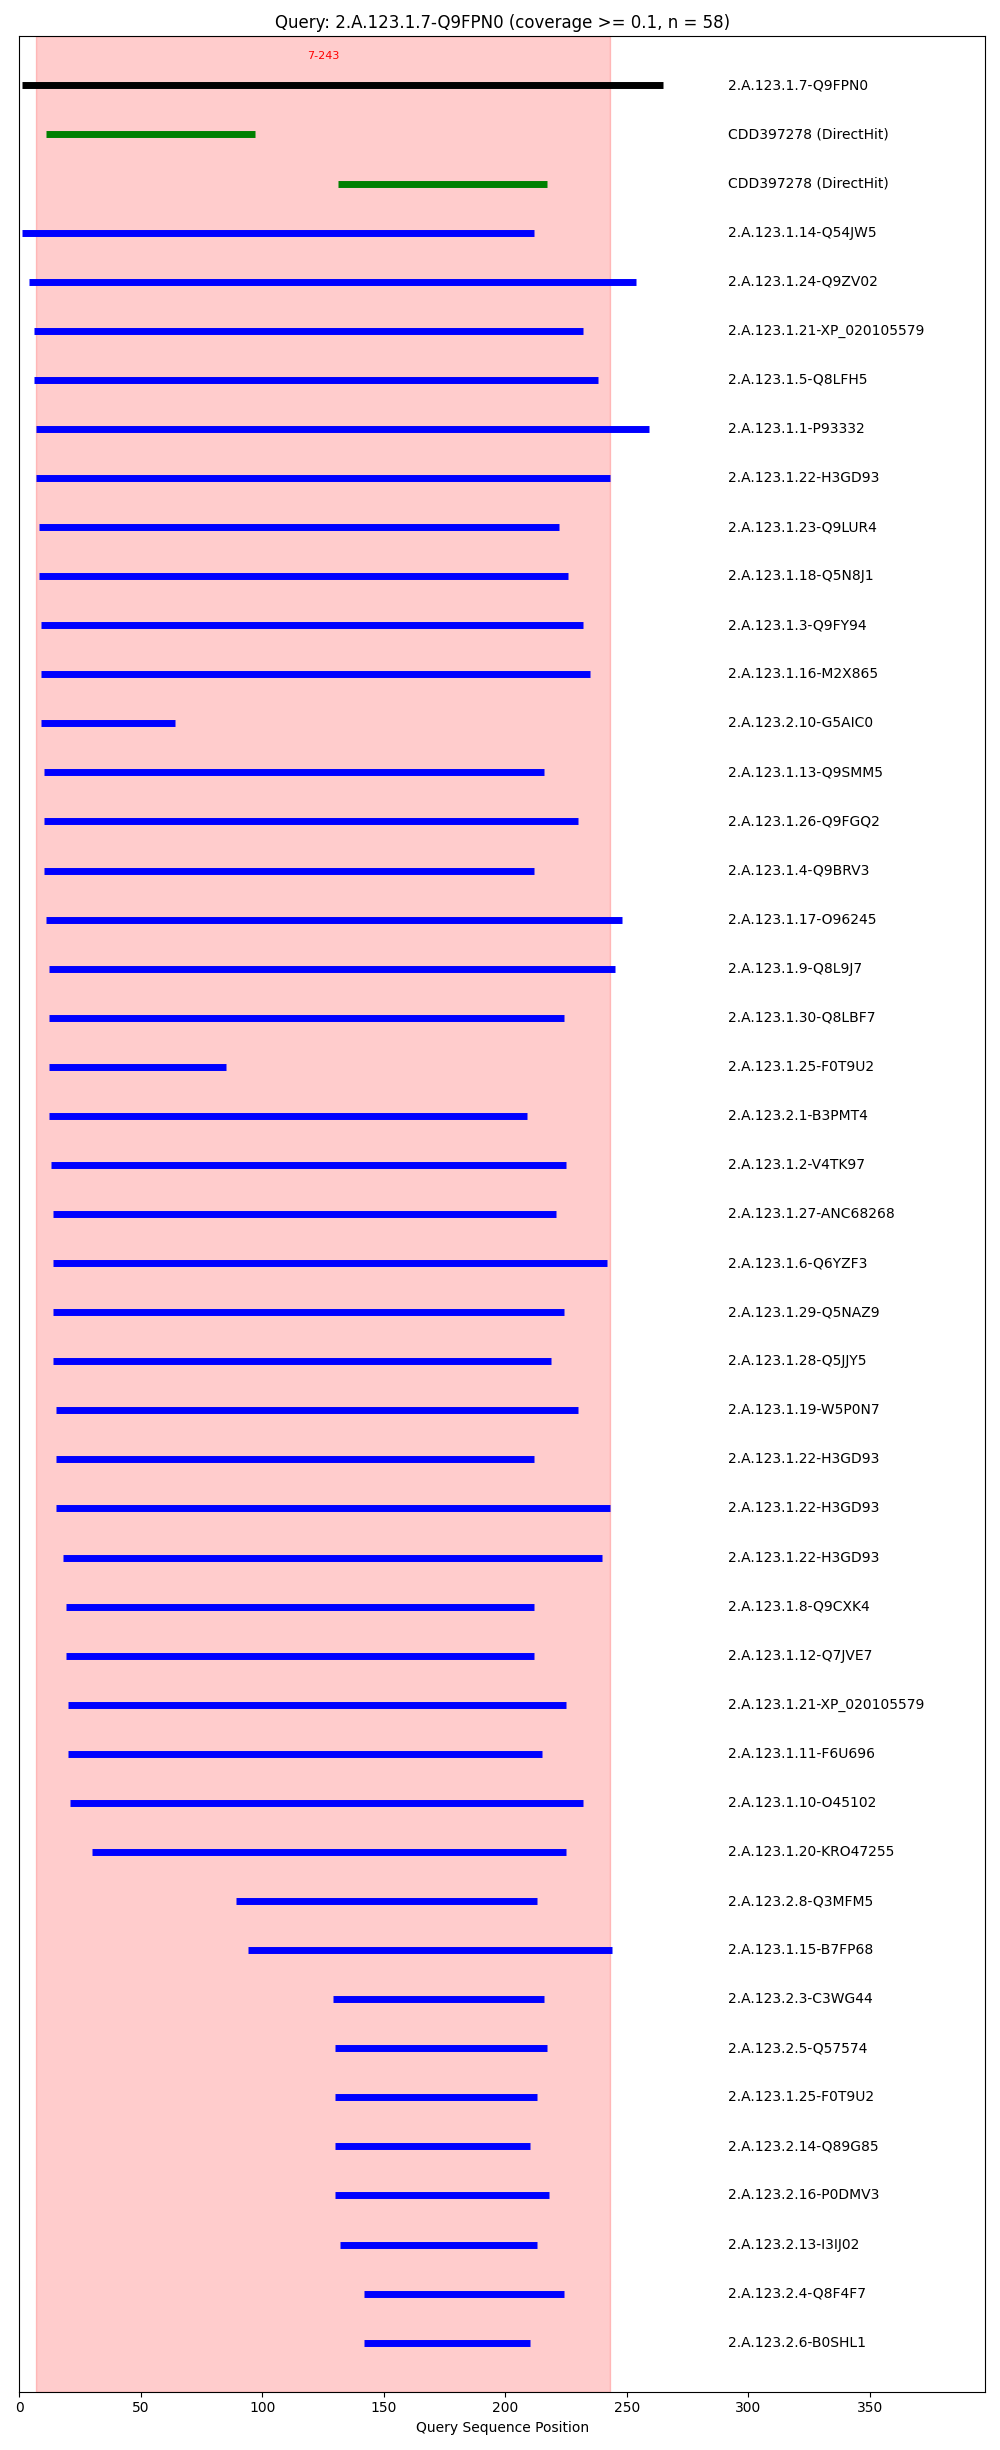 Query: 2.A.123.1.7-Q9FPN0 (coverage >= 0.1, n = 58)
7-243
2.A.123.1.7-Q9FPN0
CDD397278 (DirectHit)
CDD397278 (DirectHit)
2.A.123.1.14-Q54JW5
2.A.123.1.24-Q9ZV02
2.A.123.1.21-XP_020105579
2.A.123.1.5-Q8LFH5
2.A.123.1.1-P93332
2.A.123.1.22-H3GD93
2.A.123.1.23-Q9LUR4
2.A.123.1.18-Q5N8J1
2.A.123.1.3-Q9FY94
2.A.123.1.16-M2X865
2.A.123.2.10-G5AIC0
2.A.123.1.13-Q9SMM5
2.A.123.1.26-Q9FGQ2
2.A.123.1.4-Q9BRV3
2.A.123.1.17-O96245
2.A.123.1.9-Q8L9J7
2.A.123.1.30-Q8LBF7
2.A.123.1.25-F0T9U2
2.A.123.2.1-B3PMT4
2.A.123.1.2-V4TK97
2.A.123.1.27-ANC68268
2.A.123.1.6-Q6YZF3
2.A.123.1.29-Q5NAZ9
2.A.123.1.28-Q5JJY5
2.A.123.1.19-W5P0N7
2.A.123.1.22-H3GD93
2.A.123.1.22-H3GD93
2.A.123.1.22-H3GD93
2.A.123.1.8-Q9CXK4
2.A.123.1.12-Q7JVE7
2.A.123.1.21-XP_020105579
2.A.123.1.11-F6U696
2.A.123.1.10-O45102
2.A.123.1.20-KRO47255
2.A.123.2.8-Q3MFM5
2.A.123.1.15-B7FP68
2.A.123.2.3-C3WG44
2.A.123.2.5-Q57574
2.A.123.1.25-F0T9U2
2.A.123.2.14-Q89G85
2.A.123.2.16-P0DMV3
2.A.123.2.13-I3IJ02
2.A.123.2.4-Q8F4F7
2.A.123.2.6-B0SHL1
0 50 100 150 200 250 300 350
Query Sequence Position